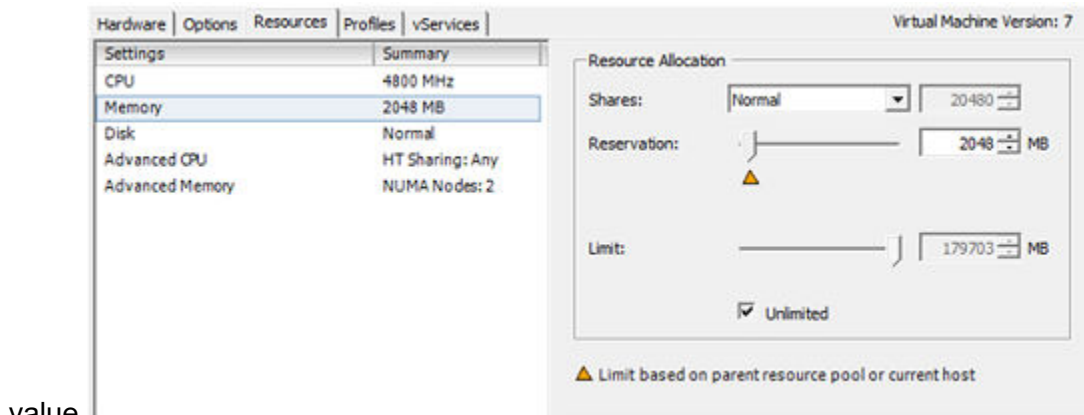 Hardware Options Resources Profiles vServices Virtual Machine Version: 7
Settings Summary
CPU 4800 MHz
Memory 2048 MB
Disk Normal
Advanced CPU HT Sharing: Any
Advanced Memory NUMA Nodes: 2
Resource Allocation
Shares: Normal 20480
Reservation: 2048 MB
Limit: 179703 MB
Unlimited
Limit based on parent resource pool or current host
value